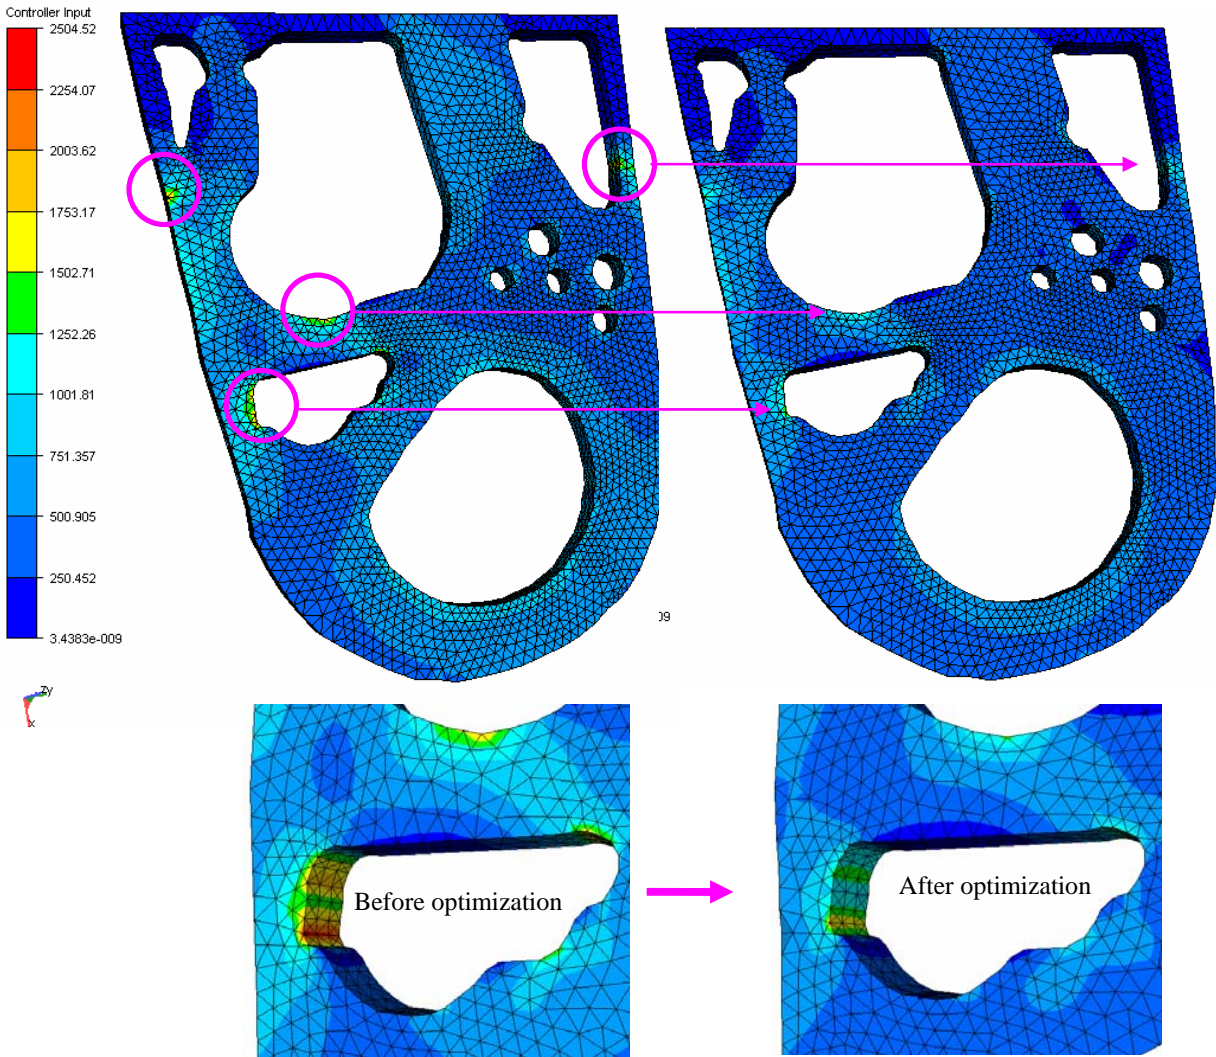 Controller Input
2504.52
2254.07
2003.62
1753.17
1502.71
1252.26
1001.81
751.357
500.905
250.452
3.4383e-009
09
Zy
x
Before optimization
After optimization